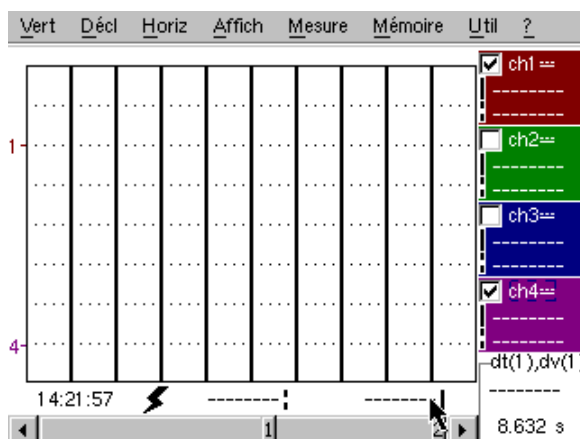 Vert Décl Horiz Affich Mesure Mémoire Util ?
ch1
1
ch2
ch3
ch4
4
dt(1),dv(1
14:21:57
1 2
8.632 s